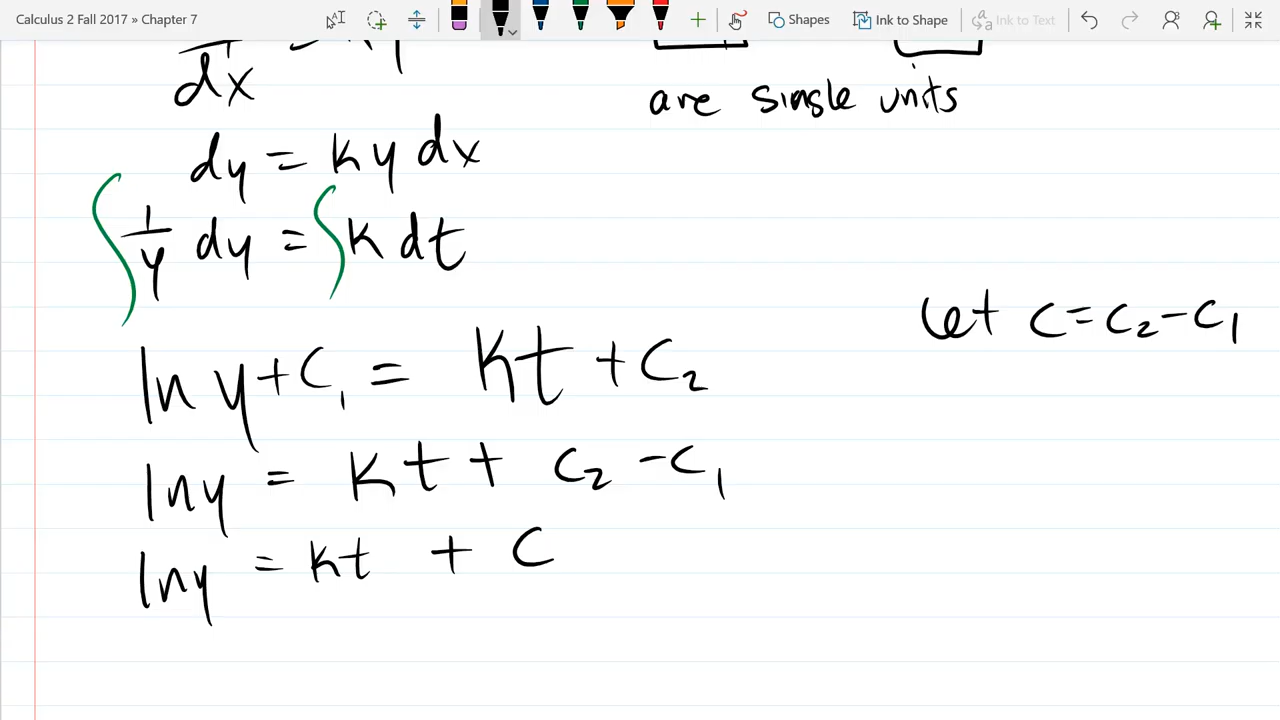 Calculus 2 Fall 2017 » Chapter 7
Shapes
Ink to Shape
Ink to Text
dx
are single units
dy = ky dx
∫ 1/y dy = ∫ k dt
let C = C₂ - C₁
ln y + C₁ = kt + C₂
ln y = kt + C₂ - C₁
ln y = kt + C